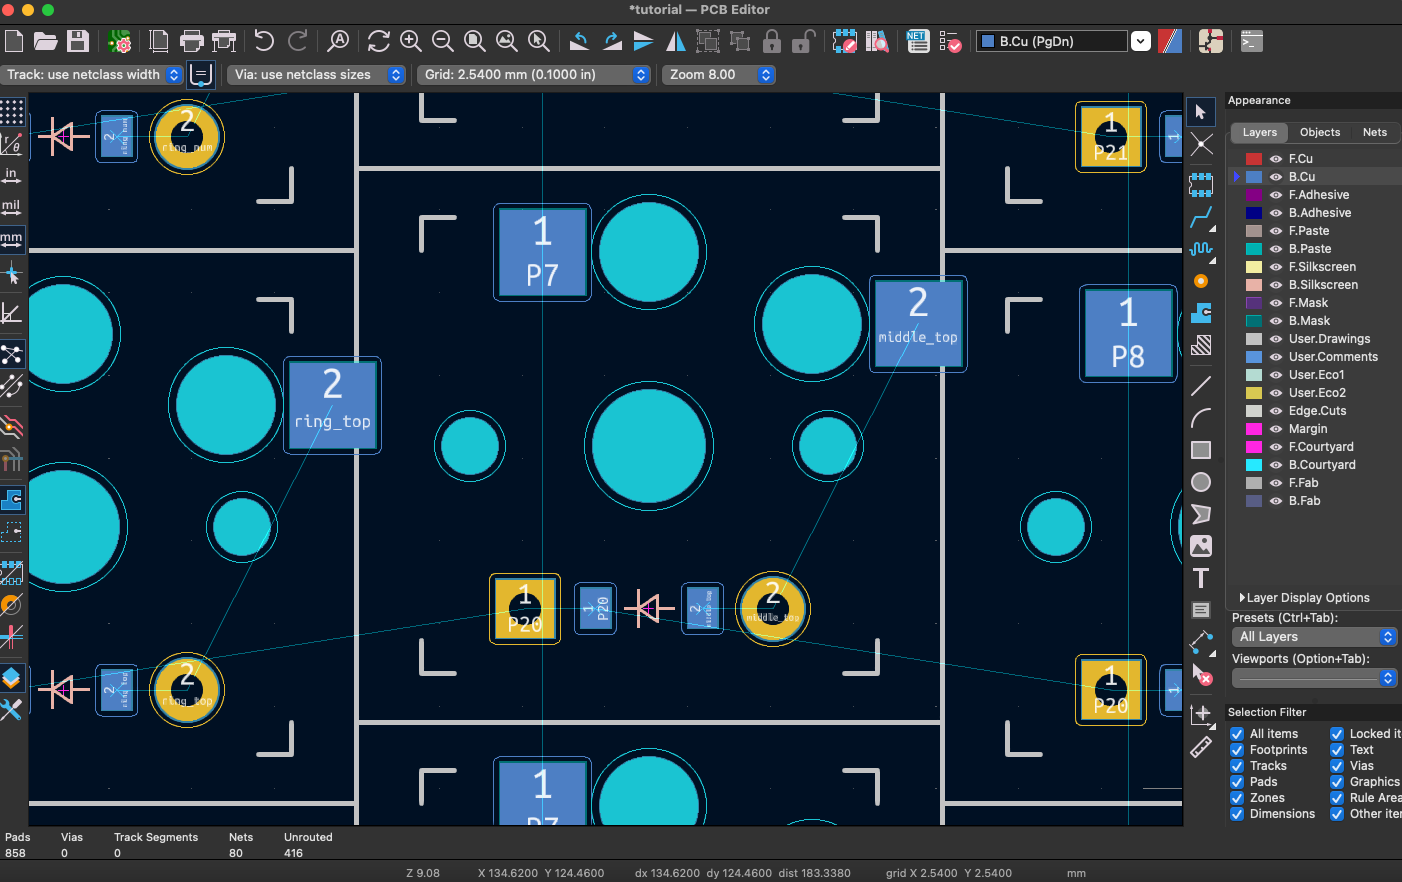 *tutorial — PCB Editor
B.Cu (PgDn)
Track: use netclass width
Via: use netclass sizes
Grid: 2.5400 mm (0.1000 in)
Zoom 8.00
in
mil
mm
NET
Appearance
Layers Objects Nets
F.Cu
B.Cu
F.Adhesive
B.Adhesive
F.Paste
B.Paste
F.Silkscreen
B.Silkscreen
F.Mask
B.Mask
User.Drawings
User.Comments
User.Eco1
User.Eco2
Edge.Cuts
Margin
F.Courtyard
B.Courtyard
F.Fab
B.Fab
Layer Display Options
Presets (Ctrl+Tab):
All Layers
Viewports (Option+Tab):
Selection Filter
All items Locked it
Footprints Text
Tracks Vias
Pads Graphics
Zones Rule Area
Dimensions Other iter
2
2
ring_num
1
P21
1
1
P7
2
middle_top
1
P8
2
ring_top
1
P20
1
P20
2
2
middle_top
2
2
ring_top
1
P20
1
1
P7
Pads Vias Track Segments Nets Unrouted
858 0 0 80 416
Z 9.08 X 134.6200 Y 124.4600 dx 134.6200 dy 124.4600 dist 183.3380 grid X 2.5400 Y 2.5400 mm